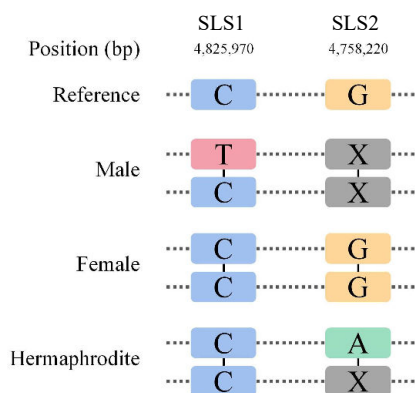 SLS1 SLS2
Position (bp) 4,825,970 4,758,220
Reference C G
T X
Male
C X
C G
Female
C G
C A
Hermaphrodite
C X